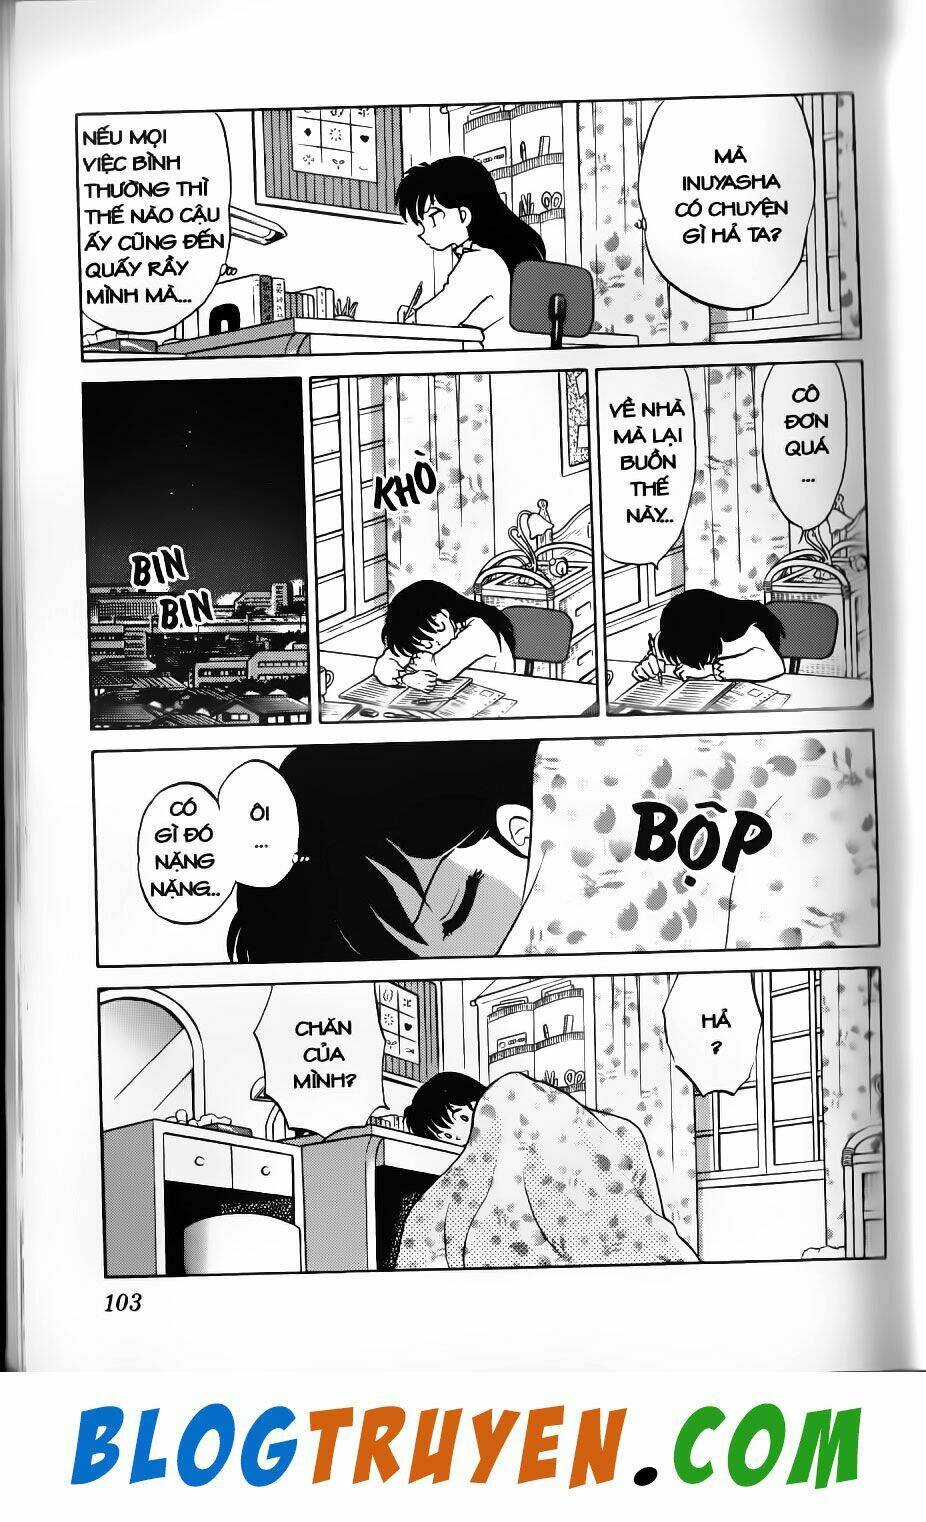 MÀ
INUYASHA
CÓ CHUYỆN
GÌ HẢ TA?
NẾU MỌI
VIỆC BÌNH
THƯỜNG THÌ
THẾ NÀO CẬU
ẤY CŨNG ĐẾN
QUẤY RẦY
MÌNH MÀ...
CÔ
ĐƠN
QUÁ
...
VỀ NHÀ
MÀ LẠI
BUỒN
THẾ
NÀY...
KHÒ
BIN
BIN
BỘP
ÔI
...
CÓ
GÌ ĐÓ
NẶNG
NẶNG...
HẢ
?
CHĂN
CỦA
MÌNH?
103
BLOGTRUYEN.COM